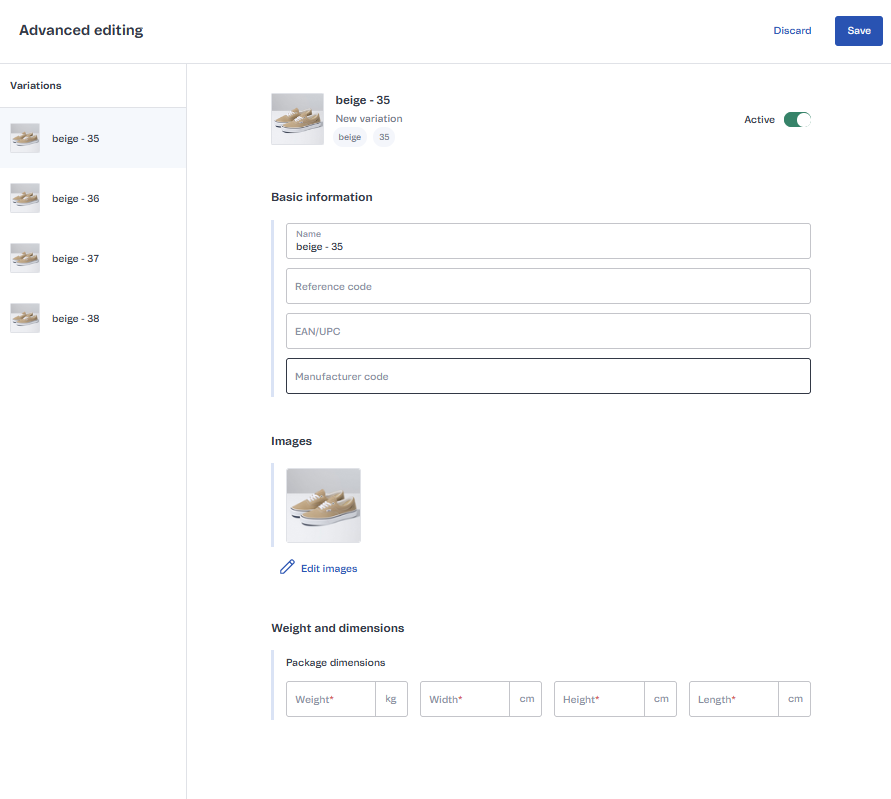 Advanced editing
Discard
Save
Variations
beige - 35
beige - 36
beige - 37
beige - 38
beige - 35
New variation
beige 35
Active
Basic information
Name
beige - 35
Reference code
EAN/UPC
Manufacturer code
Images
Edit images
Weight and dimensions
Package dimensions
Weight* kg Width* cm Height* cm Length* cm